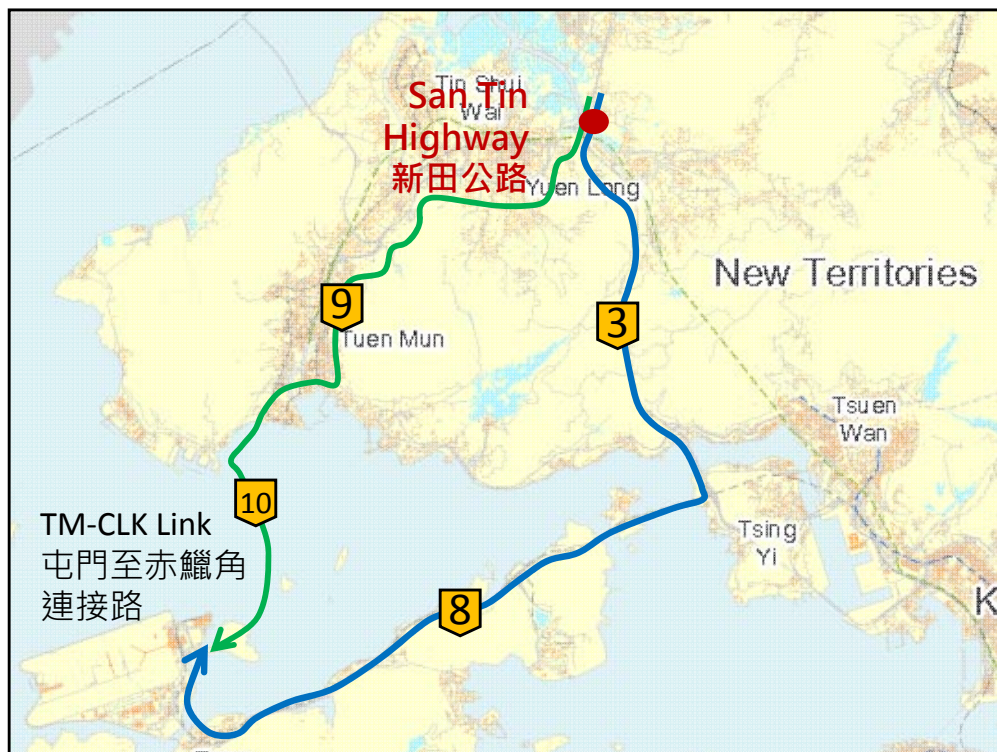 Tin Shui
Wai
San Tin
Highway
新田公路
Yuen Long
New Territories
9
3
Tuen Mun
Tsuen
Wan
10
TM-CLK Link
屯門至赤鱲角
連接路
Tsing
Yi
8
K